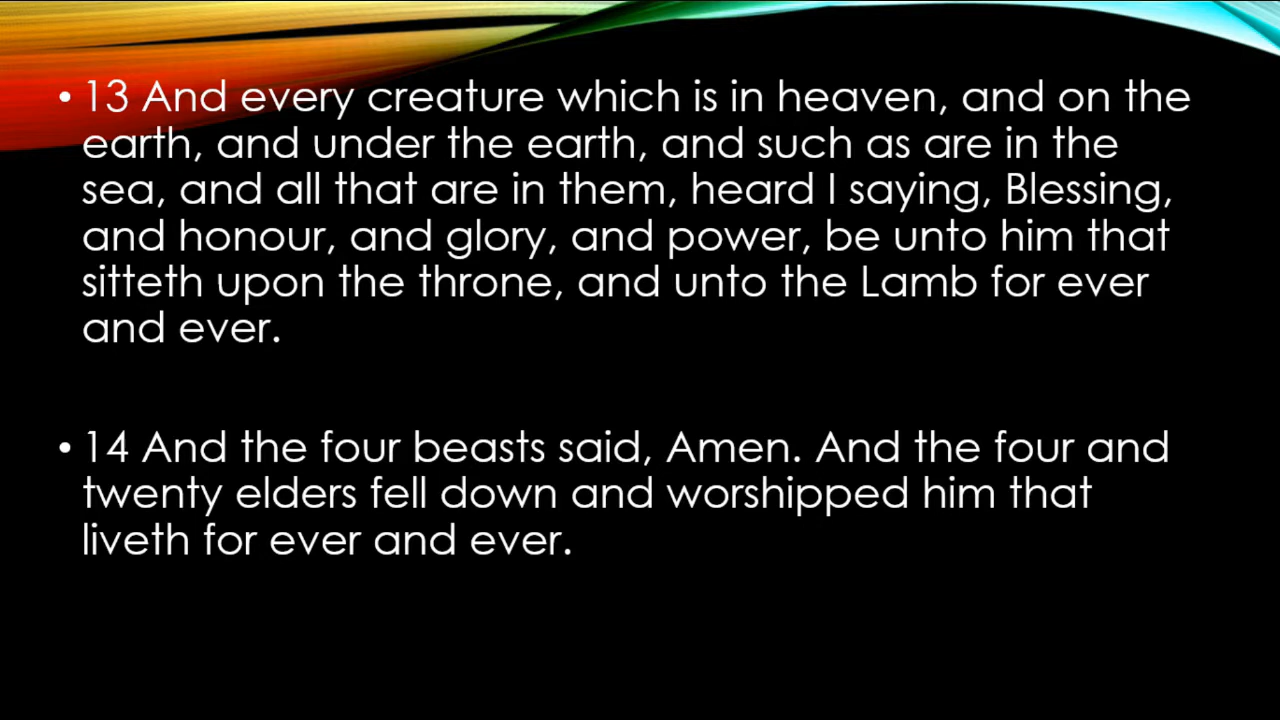 • 13 And every creature which is in heaven, and on the
earth, and under the earth, and such as are in the
sea, and all that are in them, heard I saying, Blessing,
and honour, and glory, and power, be unto him that
sitteth upon the throne, and unto the Lamb for ever
and ever.
• 14 And the four beasts said, Amen. And the four and
twenty elders fell down and worshipped him that
liveth for ever and ever.